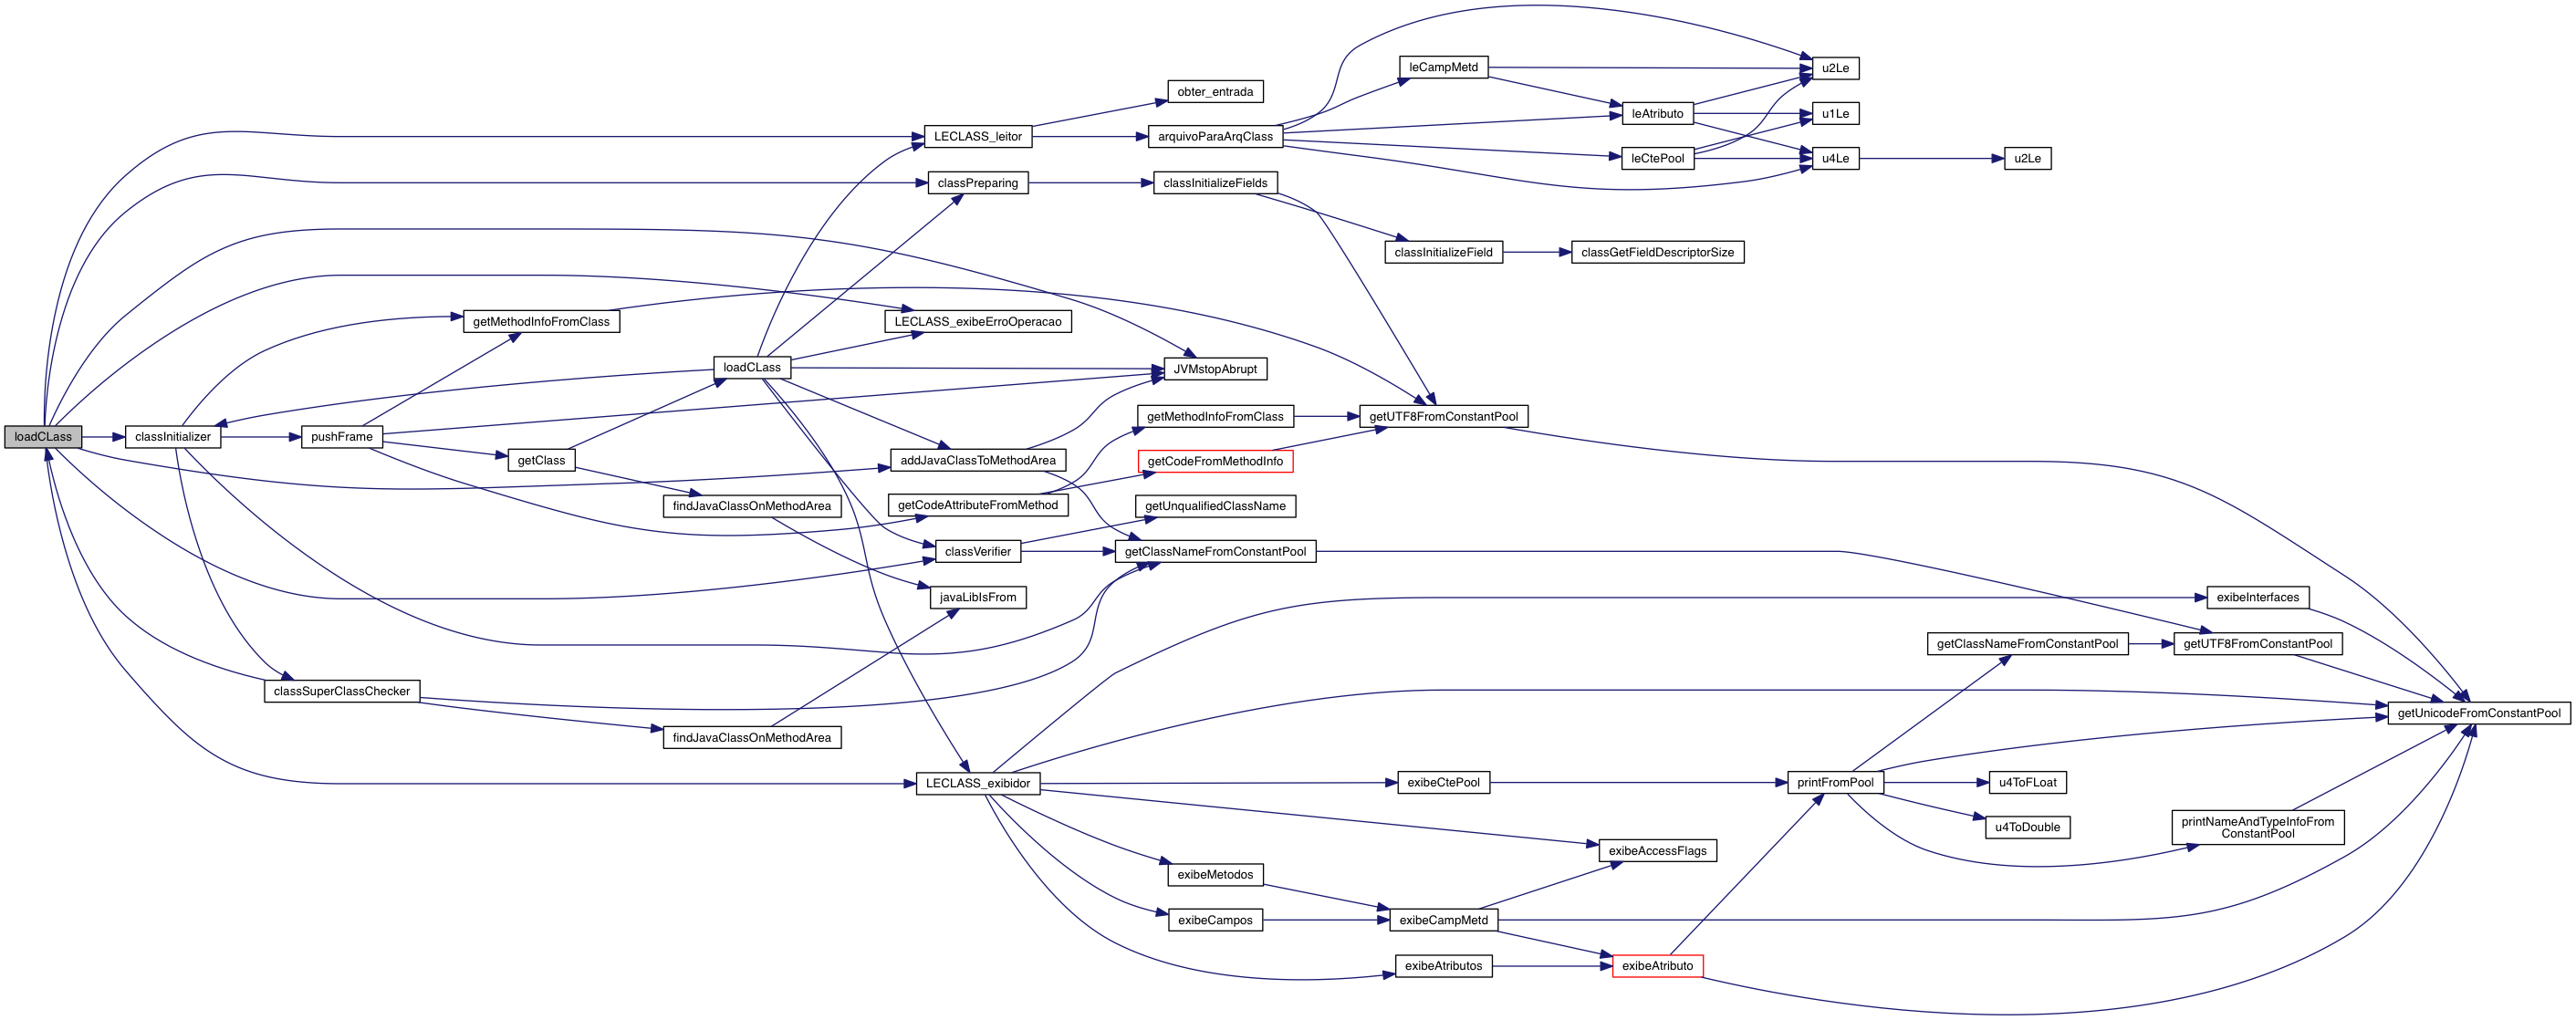 leCampMetd
u2Le
obter_entrada
leAtributo
u1Le
LECLASS_leitor
arquivoParaArqClass
leCtePool
u4Le
u2Le
classPreparing
classInitializeFields
classInitializeField
classGetFieldDescriptorSize
getMethodInfoFromClass
LECLASS_exibeErroOperacao
loadCLass
JVMstopAbrupt
getMethodInfoFromClass
getUTF8FromConstantPool
loadCLass
classInitializer
pushFrame
getClass
addJavaClassToMethodArea
getCodeFromMethodInfo
findJavaClassOnMethodArea
getCodeAttributeFromMethod
getUnqualifiedClassName
classVerifier
getClassNameFromConstantPool
javaLibIsFrom
exibeInterfaces
getClassNameFromConstantPool
getUTF8FromConstantPool
classSuperClassChecker
getUnicodeFromConstantPool
findJavaClassOnMethodArea
LECLASS_exibidor
exibeCtePool
printFromPool
u4ToFLoat
u4ToDouble
printNameAndTypeInfoFrom
ConstantPool
exibeAccessFlags
exibeMetodos
exibeCampos
exibeCampMetd
exibeAtributos
exibeAtributo